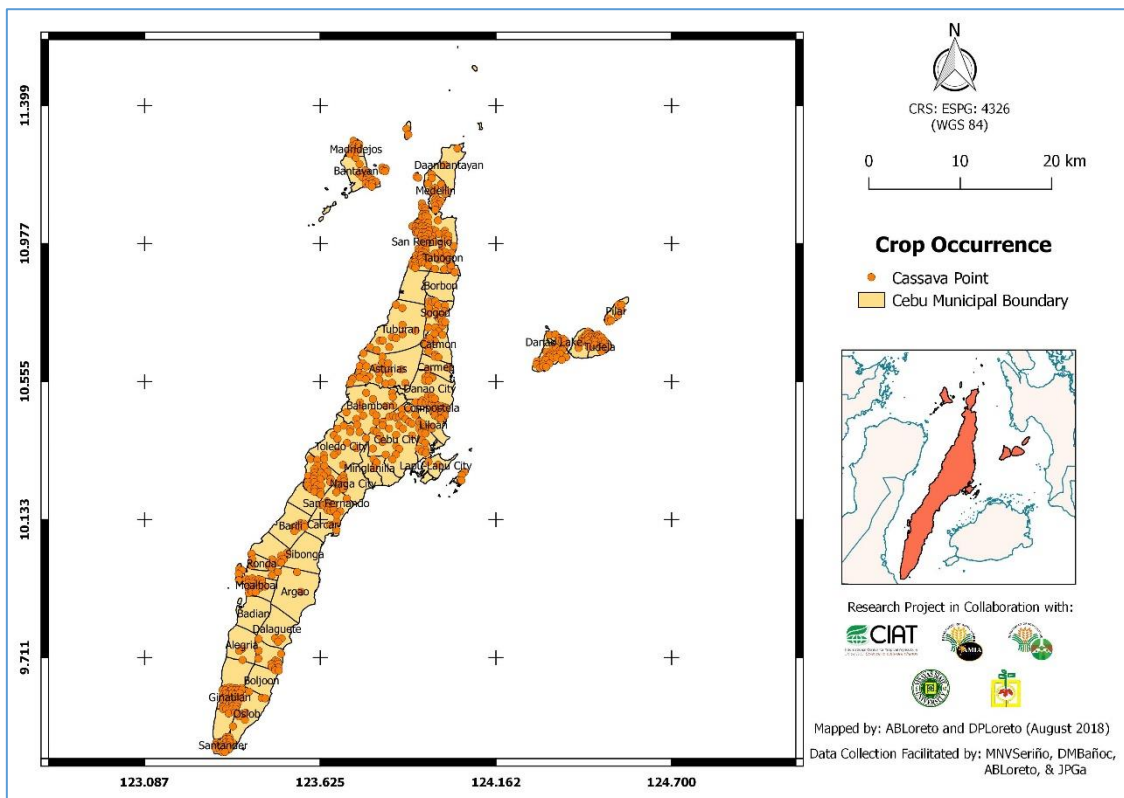 11.399
10.977
10.555
10.133
9.711
123.087
123.625
124.162
124.700
Madridejos
Bantayan
Daanbantayan
Medellin
San Remigio
Tabogon
Borbon
Sogod
Tuburan
Catmon
Pilar
Danao Lake
Tudela
Asturias
Carmen
Danao City
Balamban
Compostela
Liloan
Cebu City
Toledo City
Minglanilla
Lapu-Lapu City
Naga City
San Fernando
Barili
Carcar
Sibonga
Ronda
Moalboal
Argao
Badian
Dalaguete
Alegria
Boljoon
Ginatilan
Oslob
Santander
N
CRS: ESPG: 4326
(WGS 84)
0 10 20 km
Crop Occurrence
Cassava Point
Cebu Municipal Boundary
Research Project in Collaboration with:
CIAT
AMIA
Mapped by: ABLoreto and DPLoreto (August 2018)
Data Collection Facilitated by: MNVSeriño, DMBañoc,
ABLoreto, & JPGa